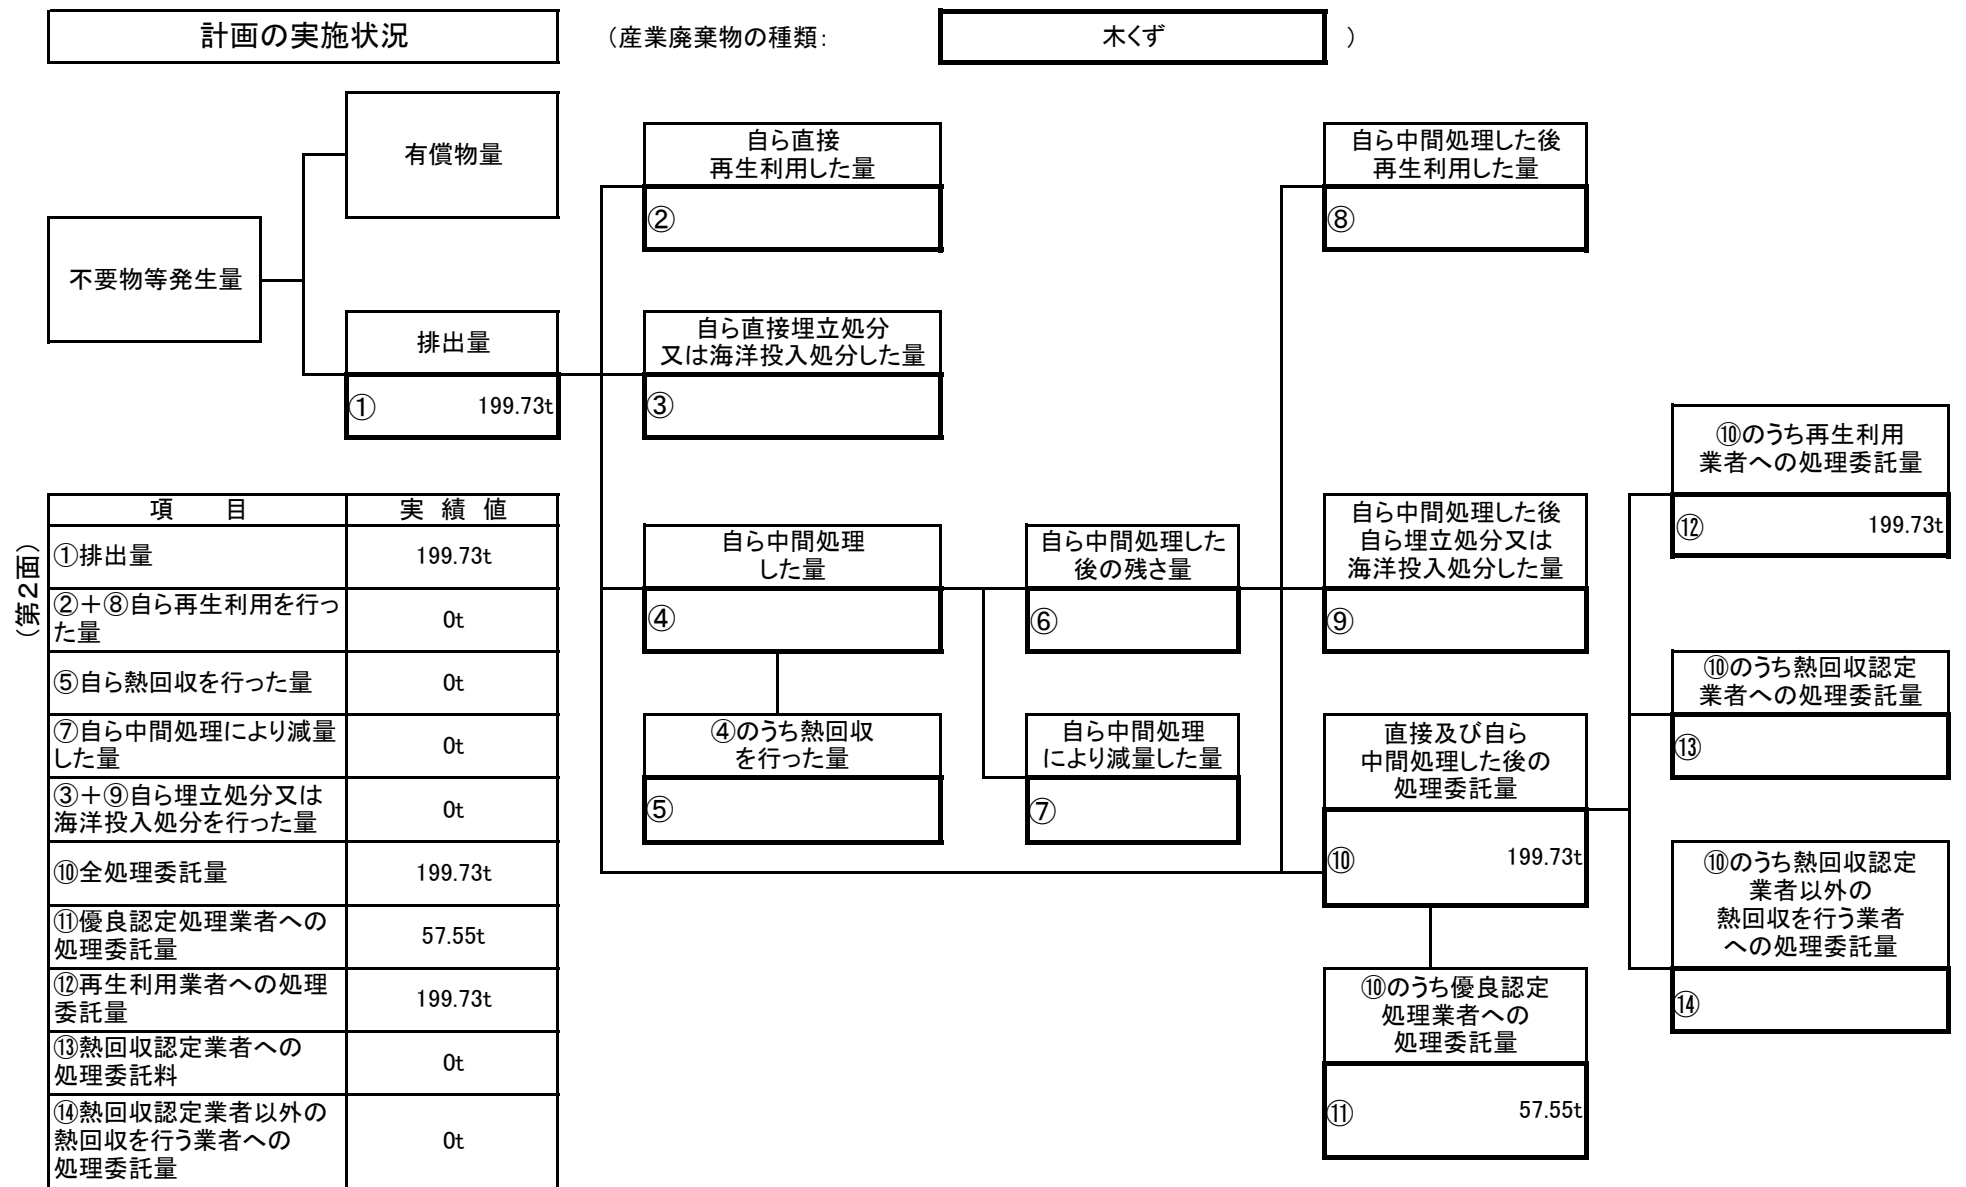 計画の実施状況
（産業廃棄物の種類：
木くず
）
有償物量
不要物等発生量
排出量
① 199.73t
自ら直接
再生利用した量
②
自ら直接埋立処分
又は海洋投入処分した量
③
自ら中間処理した後
再生利用した量
⑧
（第２面）
項　目 実 績 値
①排出量 199.73t
②＋⑧自ら再生利用を行っ
た量
0t
⑤自ら熱回収を行った量 0t
⑦自ら中間処理により減量
した量
0t
③＋⑨自ら埋立処分又は
海洋投入処分を行った量
0t
⑩全処理委託量 199.73t
⑪優良認定処理業者への
処理委託量
57.55t
⑫再生利用業者への処理
委託量
199.73t
⑬熱回収認定業者への
処理委託料
0t
⑭熱回収認定業者以外の
熱回収を行う業者への
処理委託量
0t
自ら中間処理
した量
④
④のうち熱回収
を行った量
⑤
自ら中間処理した
後の残さ量
⑥
自ら中間処理
により減量した量
⑦
自ら中間処理した後
自ら埋立処分又は
海洋投入処分した量
⑨
直接及び自ら
中間処理した後の
処理委託量
⑩ 199.73t
⑩のうち優良認定
処理業者への
処理委託量
⑪ 57.55t
⑩のうち再生利用
業者への処理委託量
⑫ 199.73t
⑩のうち熱回収認定
業者への処理委託量
⑬
⑩のうち熱回収認定
業者以外の
熱回収を行う業者
への処理委託量
⑭